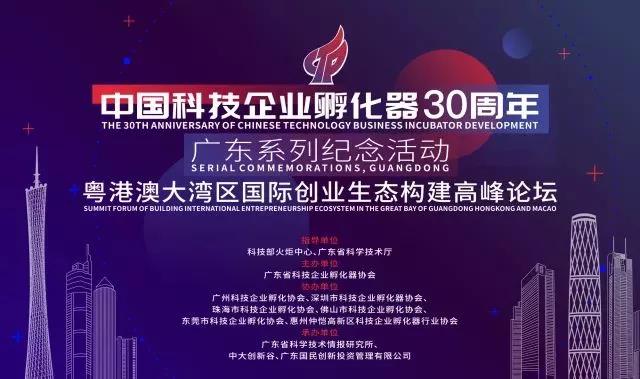 中国科技企业孵化器30周年
THE 30TH ANNIVERSARY OF CHINESE TECHNOLOGY BUSINESS INCUBATOR DEVELOPMENT
广东系列纪念活动
SERIAL COMMEMORATIONS, GUANGDONG
粤港澳大湾区国际创业生态构建高峰论坛
SUMMIT FORUM OF BUILDING INTERNATIONAL ENTREPRENEURSHIP ECOSYSTEM IN THE GREAT BAY OF GUANGDONG HONGKONG AND MACAO
指导单位
科技部火炬中心、广东省科学技术厅
主办单位
广东省科技企业孵化器协会
协办单位
广州科技企业孵化协会、深圳市科技企业孵化器协会、
珠海市科技企业孵化协会、佛山市科技企业孵化协会、
东莞市科技企业孵化协会、惠州仲恺高新区科技企业孵化器行业协会
承办单位
广东省科学技术情报研究所、
中大创新谷、广东国民创新投资管理有限公司